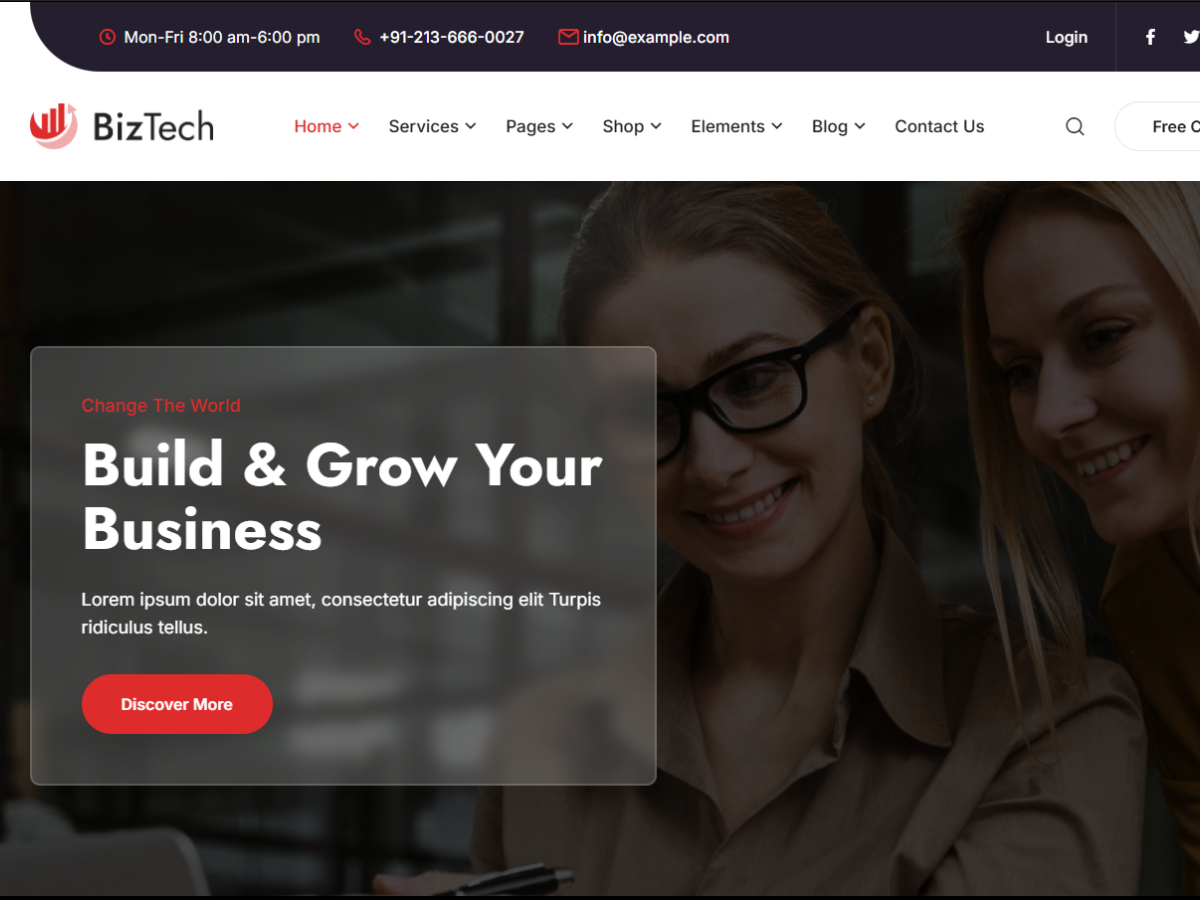 Mon-Fri 8:00 am-6:00 pm +91-213-666-0027 info@example.com Login
BizTech Home Services Pages Shop Elements Blog Contact Us Free
Change The World
Build & Grow Your
Business
Lorem ipsum dolor sit amet, consectetur adipiscing elit Turpis
ridiculus tellus.
Discover More